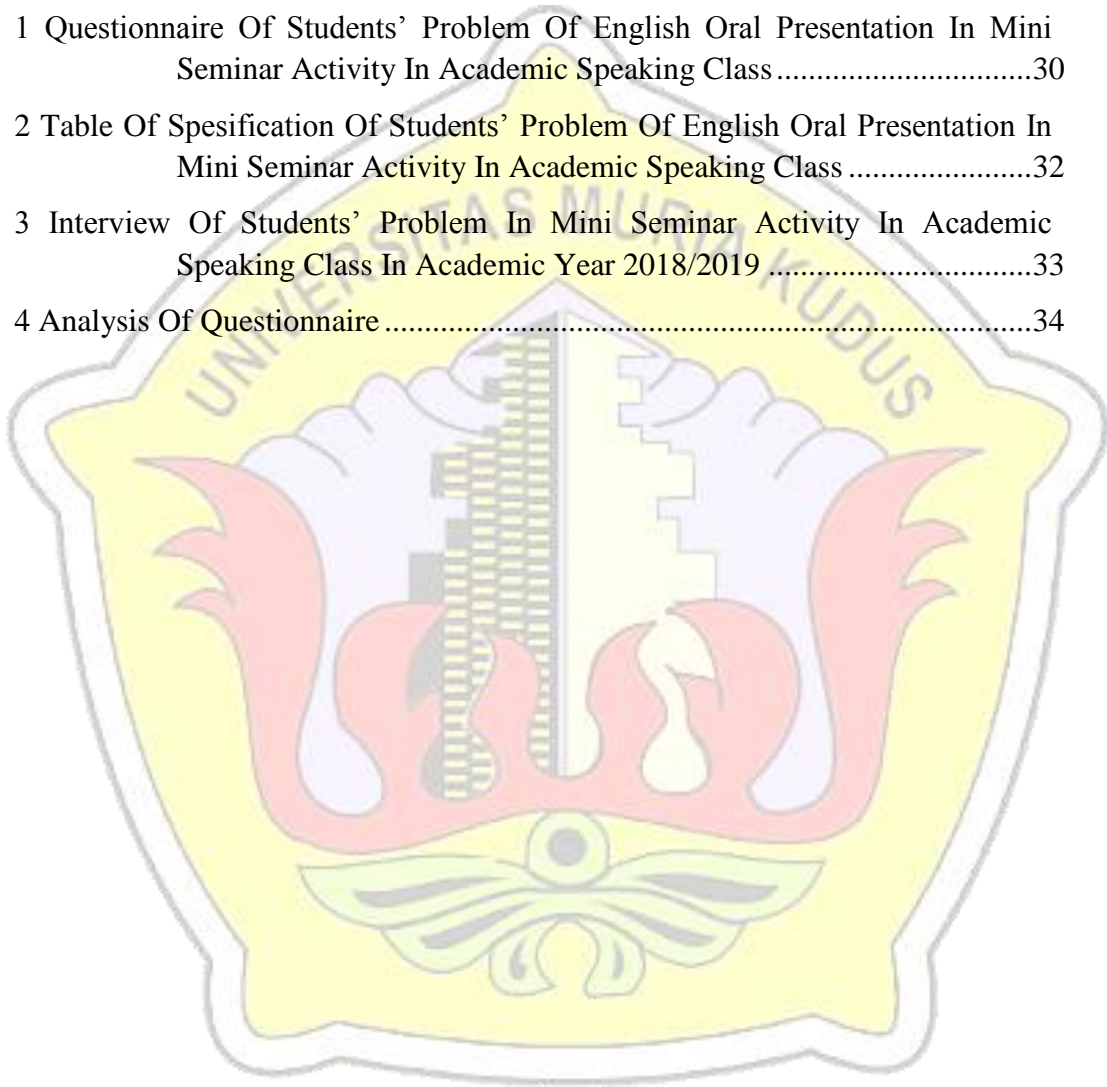 1 Questionnaire Of Students’ Problem Of English Oral Presentation In Mini
Seminar Activity In Academic Speaking Class................................30
2 Table Of Spesification Of Students’ Problem Of English Oral Presentation In
Mini Seminar Activity In Academic Speaking Class.......................32
3 Interview Of Students’ Problem In Mini Seminar Activity In Academic
Speaking Class In Academic Year 2018/2019.................................33
4 Analysis Of Questionnaire..................................................................................34
UNIVERSITAS MURIA KUDUS